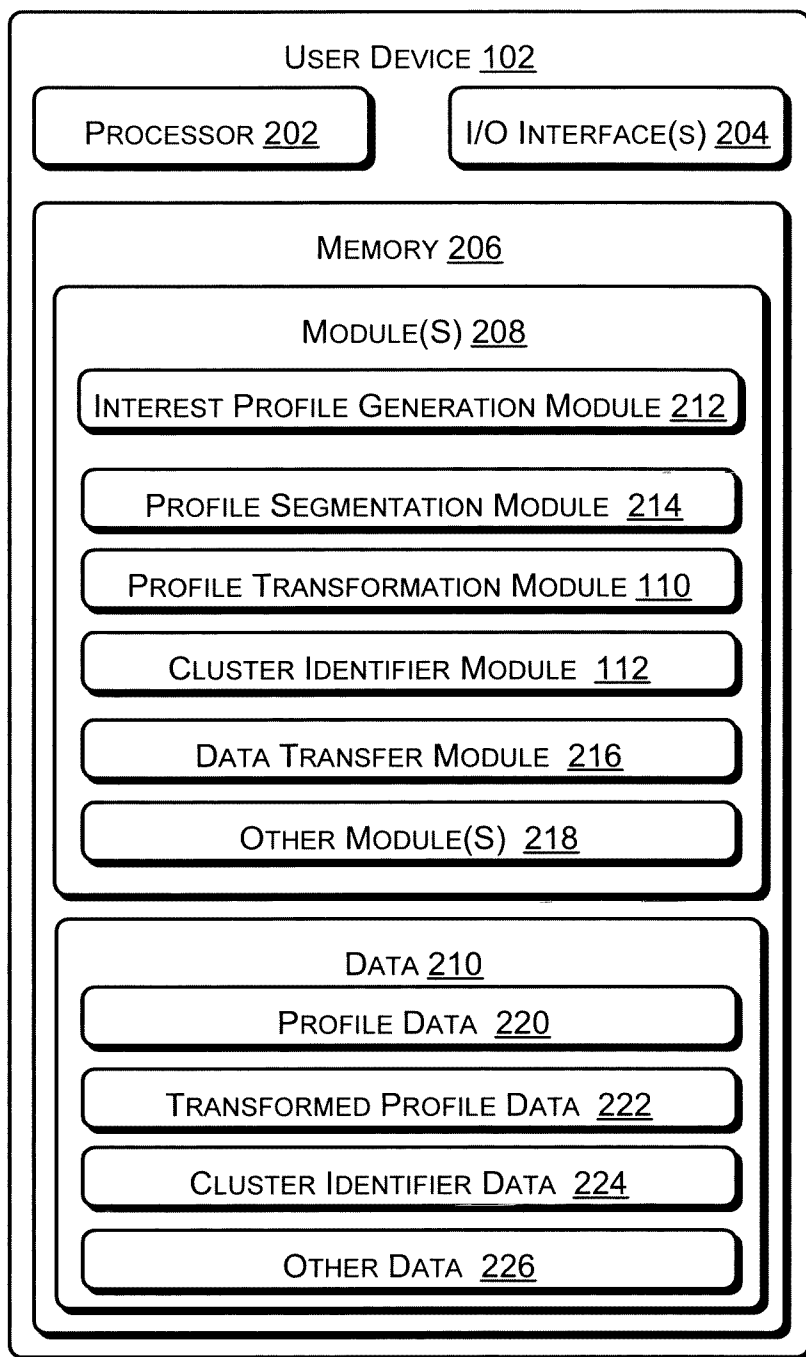 USER DEVICE 102
PROCESSOR 202
I/O INTERFACE(S) 204
MEMORY 206
MODULE(S) 208
INTEREST PROFILE GENERATION MODULE 212
PROFILE SEGMENTATION MODULE 214
PROFILE TRANSFORMATION MODULE 110
CLUSTER IDENTIFIER MODULE 112
DATA TRANSFER MODULE 216
OTHER MODULE(S) 218
DATA 210
PROFILE DATA 220
TRANSFORMED PROFILE DATA 222
CLUSTER IDENTIFIER DATA 224
OTHER DATA 226